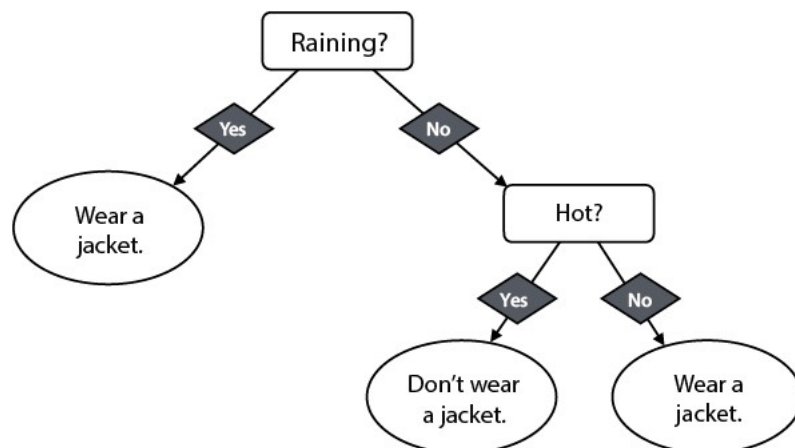 Raining?
Yes
No
Wear a
jacket.
Hot?
Yes
No
Don't wear
a jacket.
Wear a
jacket.